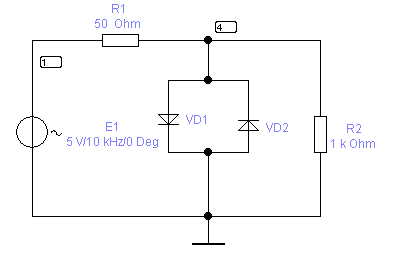 R1
50 Ohm
4
1
E1
5 V/10 kHz/0 Deg
VD1
VD2
R2
1 k Ohm